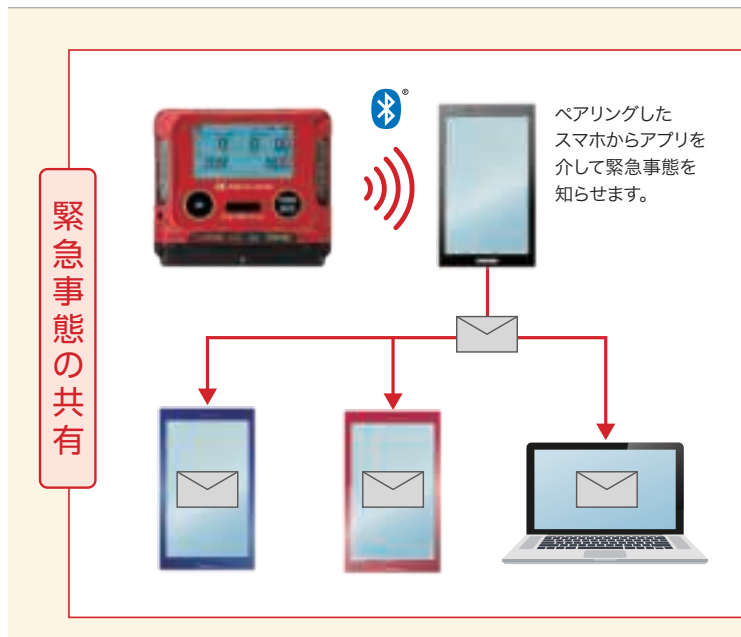 緊急事態の共有
ペアリングした
スマホからアプリを
介して緊急事態を
知らせます。